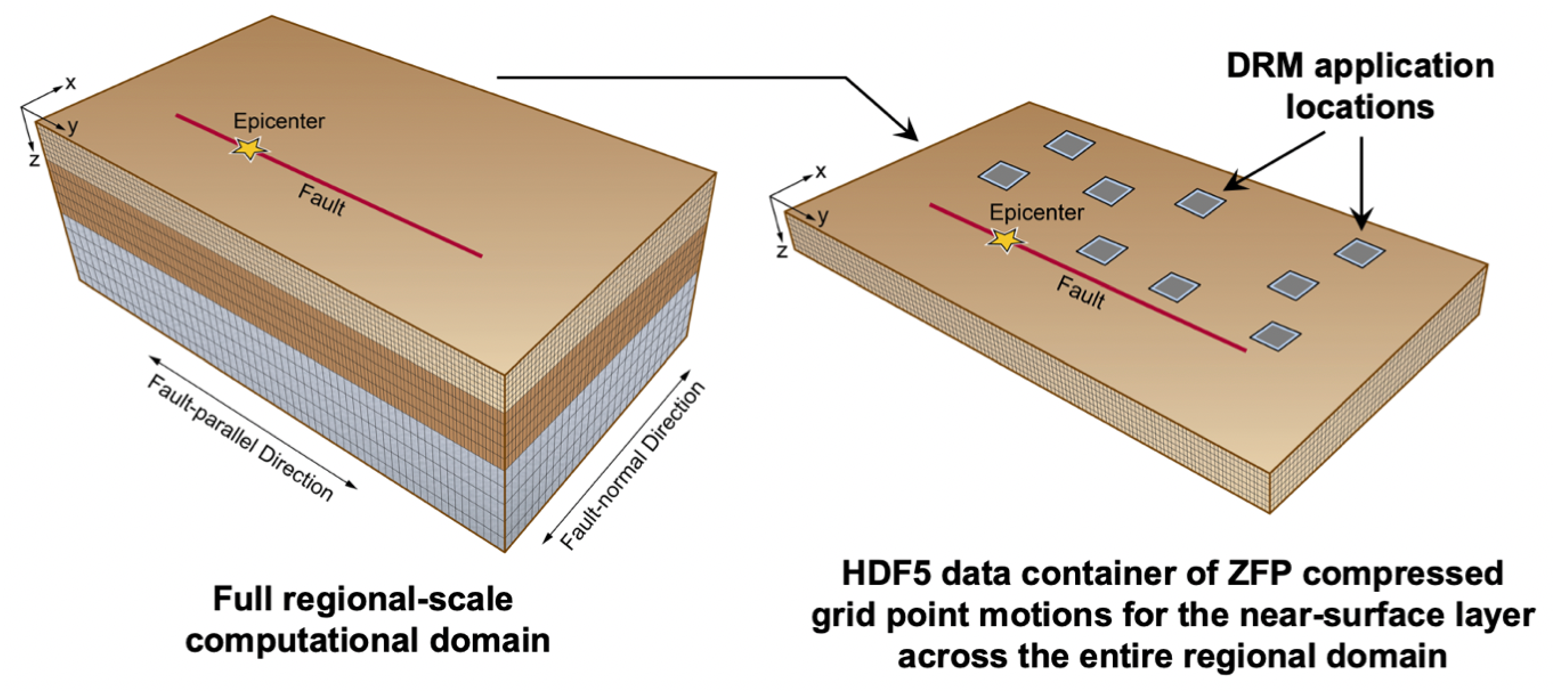 x
y
z
Epicenter
Fault
Fault-parallel Direction
Fault-normal Direction
Full regional-scale
computational domain
DRM application
locations
x
y
z
Epicenter
Fault
HDF5 data container of ZFP compressed
grid point motions for the near-surface layer
across the entire regional domain